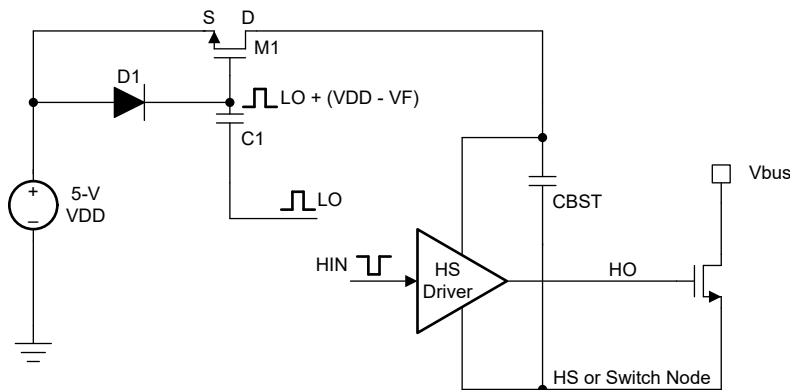 S D
M1
D1
LO + (VDD - VF)
C1
Vbus
5-V
VDD
+
–
LO
CBST
HIN
HS
Driver
HO
HS or Switch Node